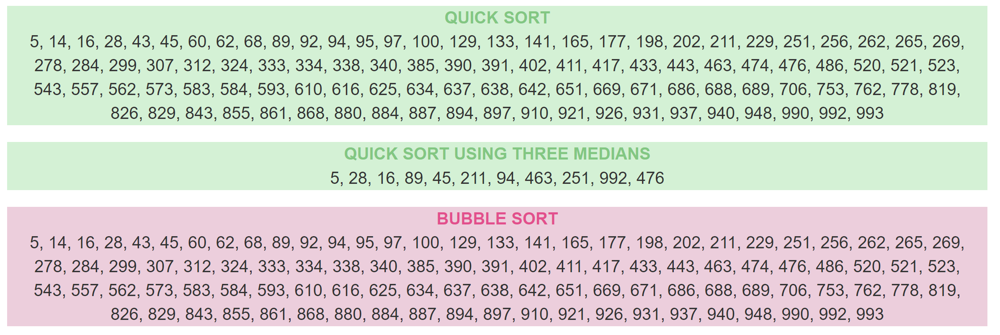 QUICK SORT
5, 14, 16, 28, 43, 45, 60, 62, 68, 89, 92, 94, 95, 97, 100, 129, 133, 141, 165, 177, 198, 202, 211, 229, 251, 256, 262, 265, 269,
278, 284, 299, 307, 312, 324, 333, 334, 338, 340, 385, 390, 391, 402, 411, 417, 433, 443, 463, 474, 476, 486, 520, 521, 523,
543, 557, 562, 573, 583, 584, 593, 610, 616, 625, 634, 637, 638, 642, 651, 669, 671, 686, 688, 689, 706, 753, 762, 778, 819,
826, 829, 843, 855, 861, 868, 880, 884, 887, 894, 897, 910, 921, 926, 931, 937, 940, 948, 990, 992, 993
QUICK SORT USING THREE MEDIANS
5, 28, 16, 89, 45, 211, 94, 463, 251, 992, 476
BUBBLE SORT
5, 14, 16, 28, 43, 45, 60, 62, 68, 89, 92, 94, 95, 97, 100, 129, 133, 141, 165, 177, 198, 202, 211, 229, 251, 256, 262, 265, 269,
278, 284, 299, 307, 312, 324, 333, 334, 338, 340, 385, 390, 391, 402, 411, 417, 433, 443, 463, 474, 476, 486, 520, 521, 523,
543, 557, 562, 573, 583, 584, 593, 610, 616, 625, 634, 637, 638, 642, 651, 669, 671, 686, 688, 689, 706, 753, 762, 778, 819,
826, 829, 843, 855, 861, 868, 880, 884, 887, 894, 897, 910, 921, 926, 931, 937, 940, 948, 990, 992, 993